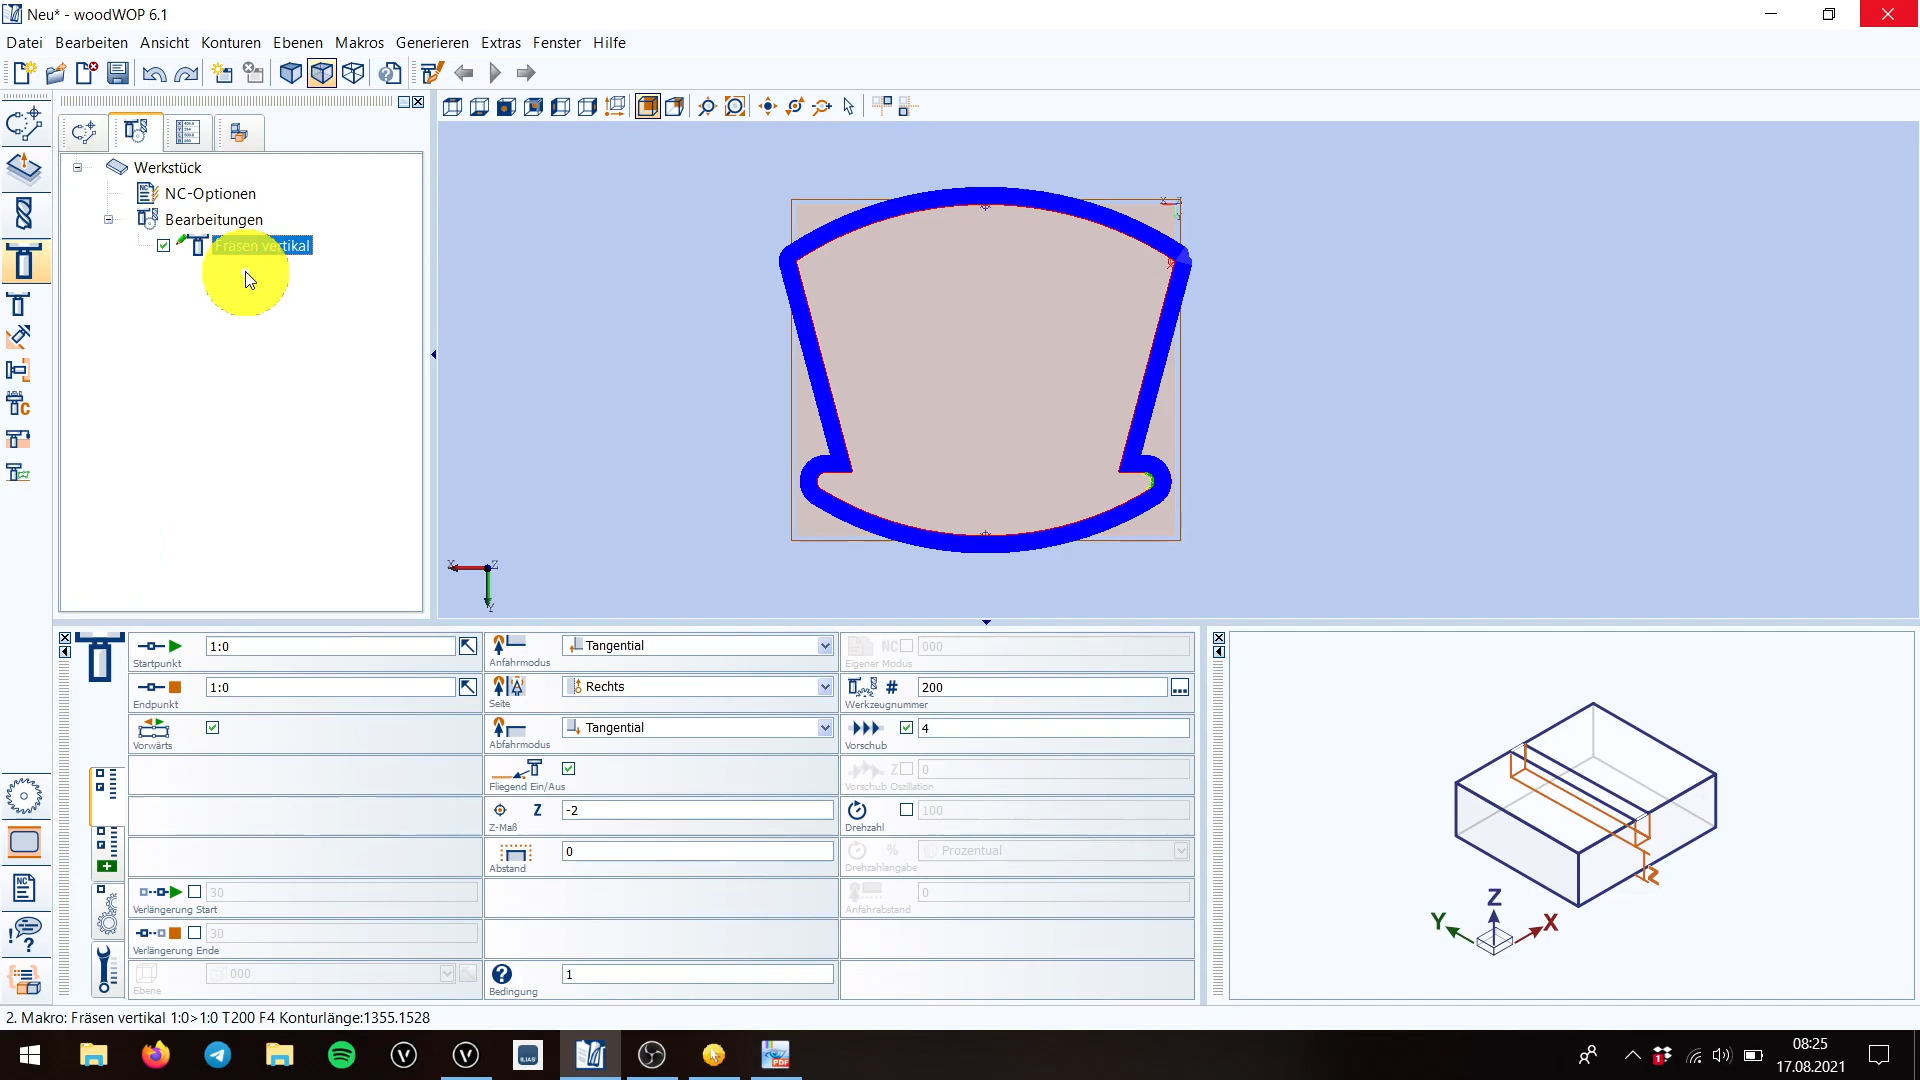 Neu* - woodWOP 6.1
Datei Bearbeiten Ansicht Konturen Ebenen Makros Generieren Extras Fenster Hilfe
Werkstück
NC-Optionen
Bearbeitungen
Fräsen vertikal
X Z
Y
X Z
Y
Startpunkt 1:0
Endpunkt 1:0
Vorwärts
Verlängerung Start 30
Verlängerung Ende 30
Ebene 000
Anfahrmodus Tangential
Seite Rechts
Abfahrmodus Tangential
Fliegend Ein/Aus
Z
Z-Maß -2
Abstand 0
Bedingung 1
NC 000
Eigener Modus
# 200
Werkzeugnummer
Vorschub 4
Z 0
Vorschub Oszillation
Drehzahl 100
% Prozentual
Drehzahlangabe
Anfahrabstand 0
Z
Z
Y X
2. Makro: Fräsen vertikal 1:0>1:0 T200 F4 Konturlänge:1355.1528
08:25
17.08.2021